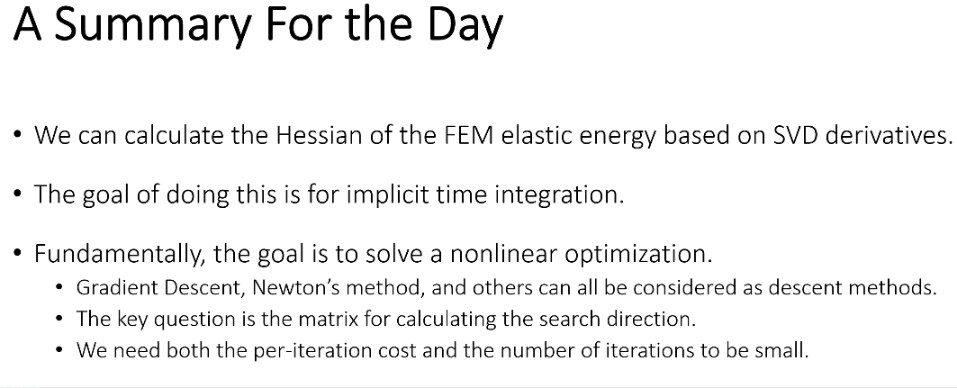 A Summary For the Day
• We can calculate the Hessian of the FEM elastic energy based on SVD derivatives.
• The goal of doing this is for implicit time integration.
• Fundamentally, the goal is to solve a nonlinear optimization.
• Gradient Descent, Newton's method, and others can all be considered as descent methods.
• The key question is the matrix for calculating the search direction.
• We need both the per-iteration cost and the number of iterations to be small.